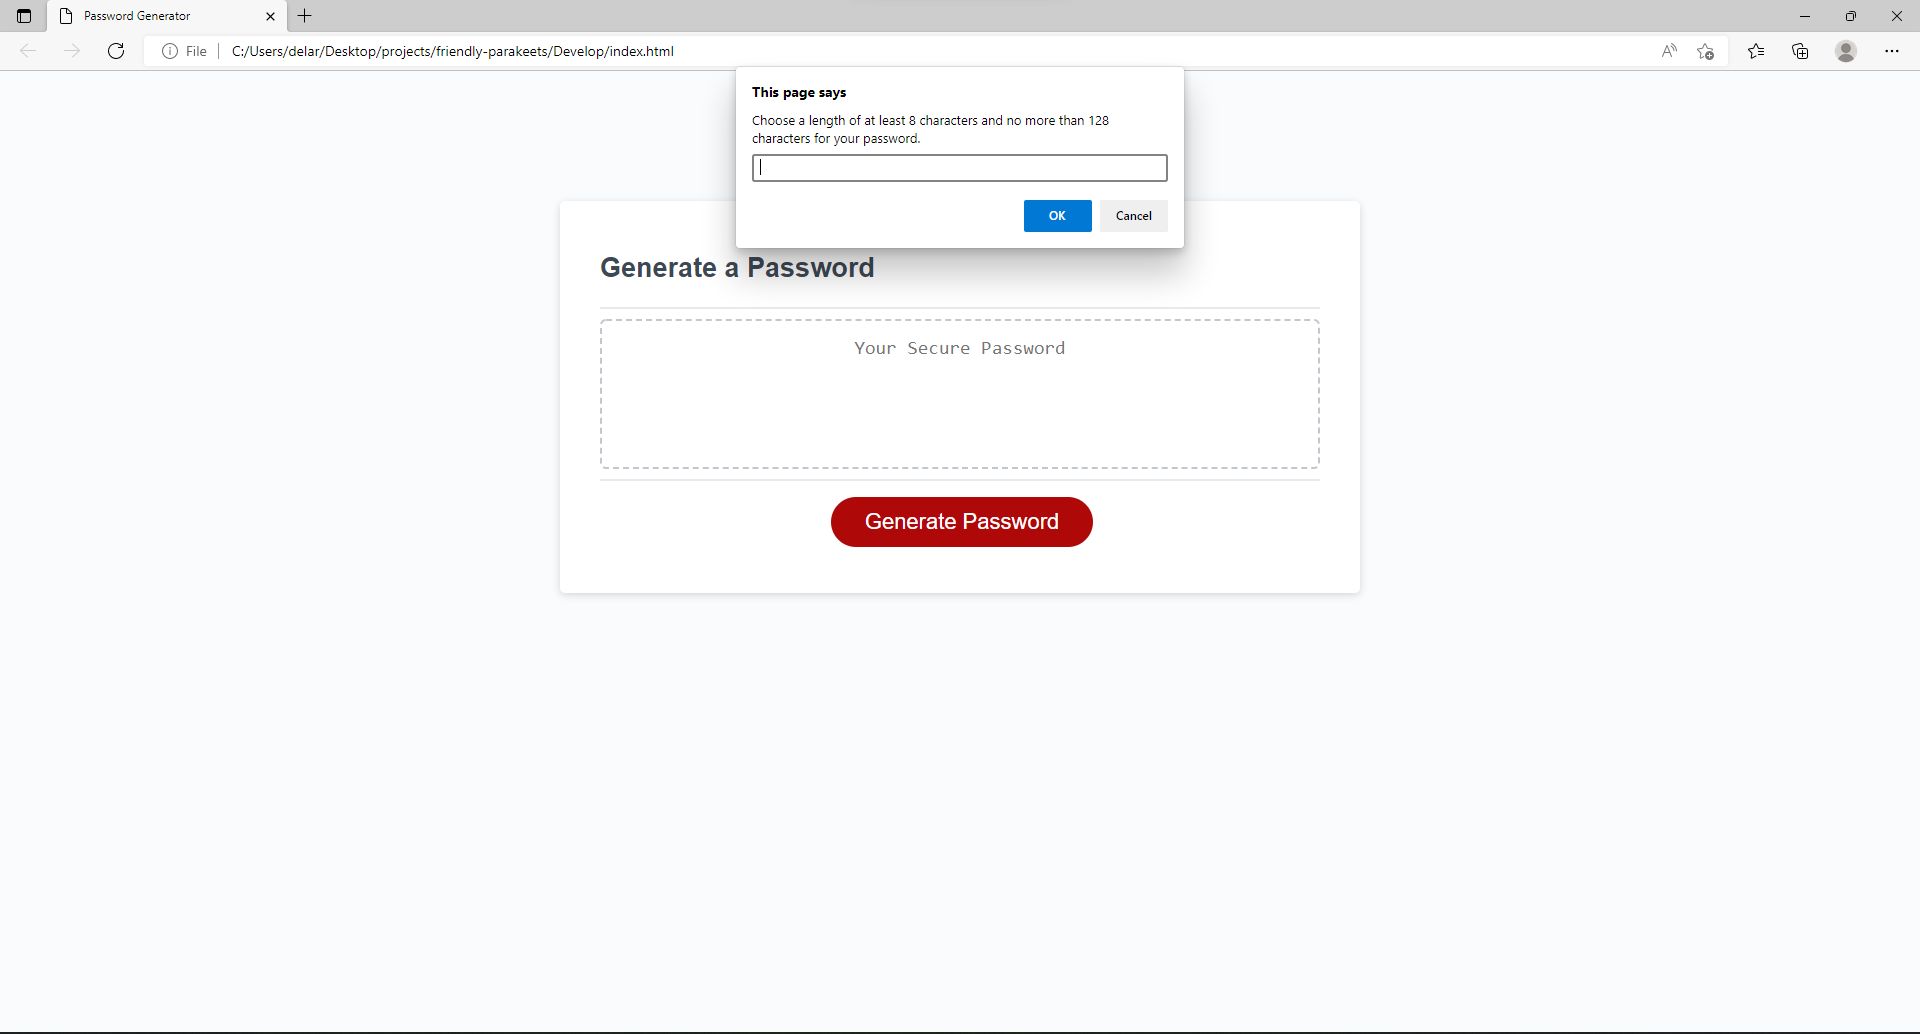 Password Generator
File
C:/Users/delar/Desktop/projects/friendly-parakeets/Develop/index.html
This page says
Choose a length of at least 8 characters and no more than 128
characters for your password.
OK
Cancel
Generate a Password
Your Secure Password
Generate Password